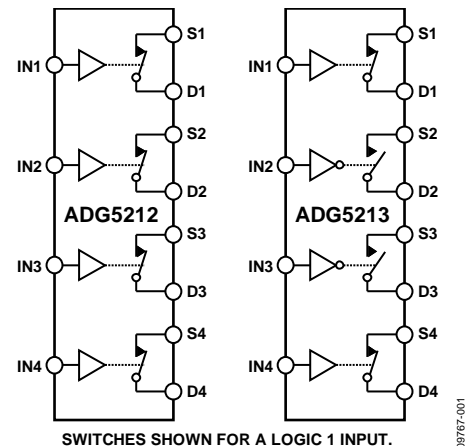 S1
IN1
D1
S2
IN2
D2
ADG5212
S3
IN3
D3
S4
IN4
D4
S1
IN1
D1
S2
IN2
D2
ADG5213
S3
IN3
D3
S4
IN4
D4
SWITCHES SHOWN FOR A LOGIC 1 INPUT.
09767-001